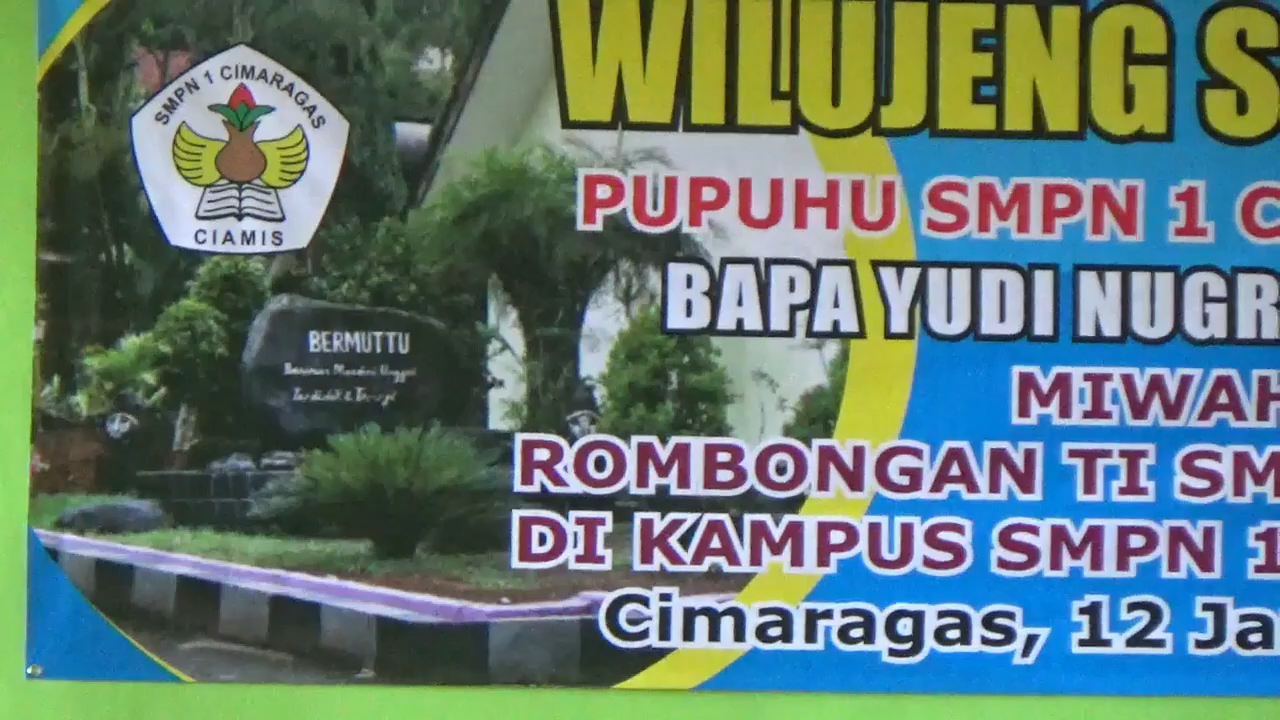 SMPN 1 CIMARAGAS
CIAMIS
BERMUTTU
WILUJENG S
PUPUHU SMPN 1 C
BAPA YUDI NUGR
MIWAH
ROMBONGAN TI SM
DI KAMPUS SMPN 1
Cimaragas, 12 Ja